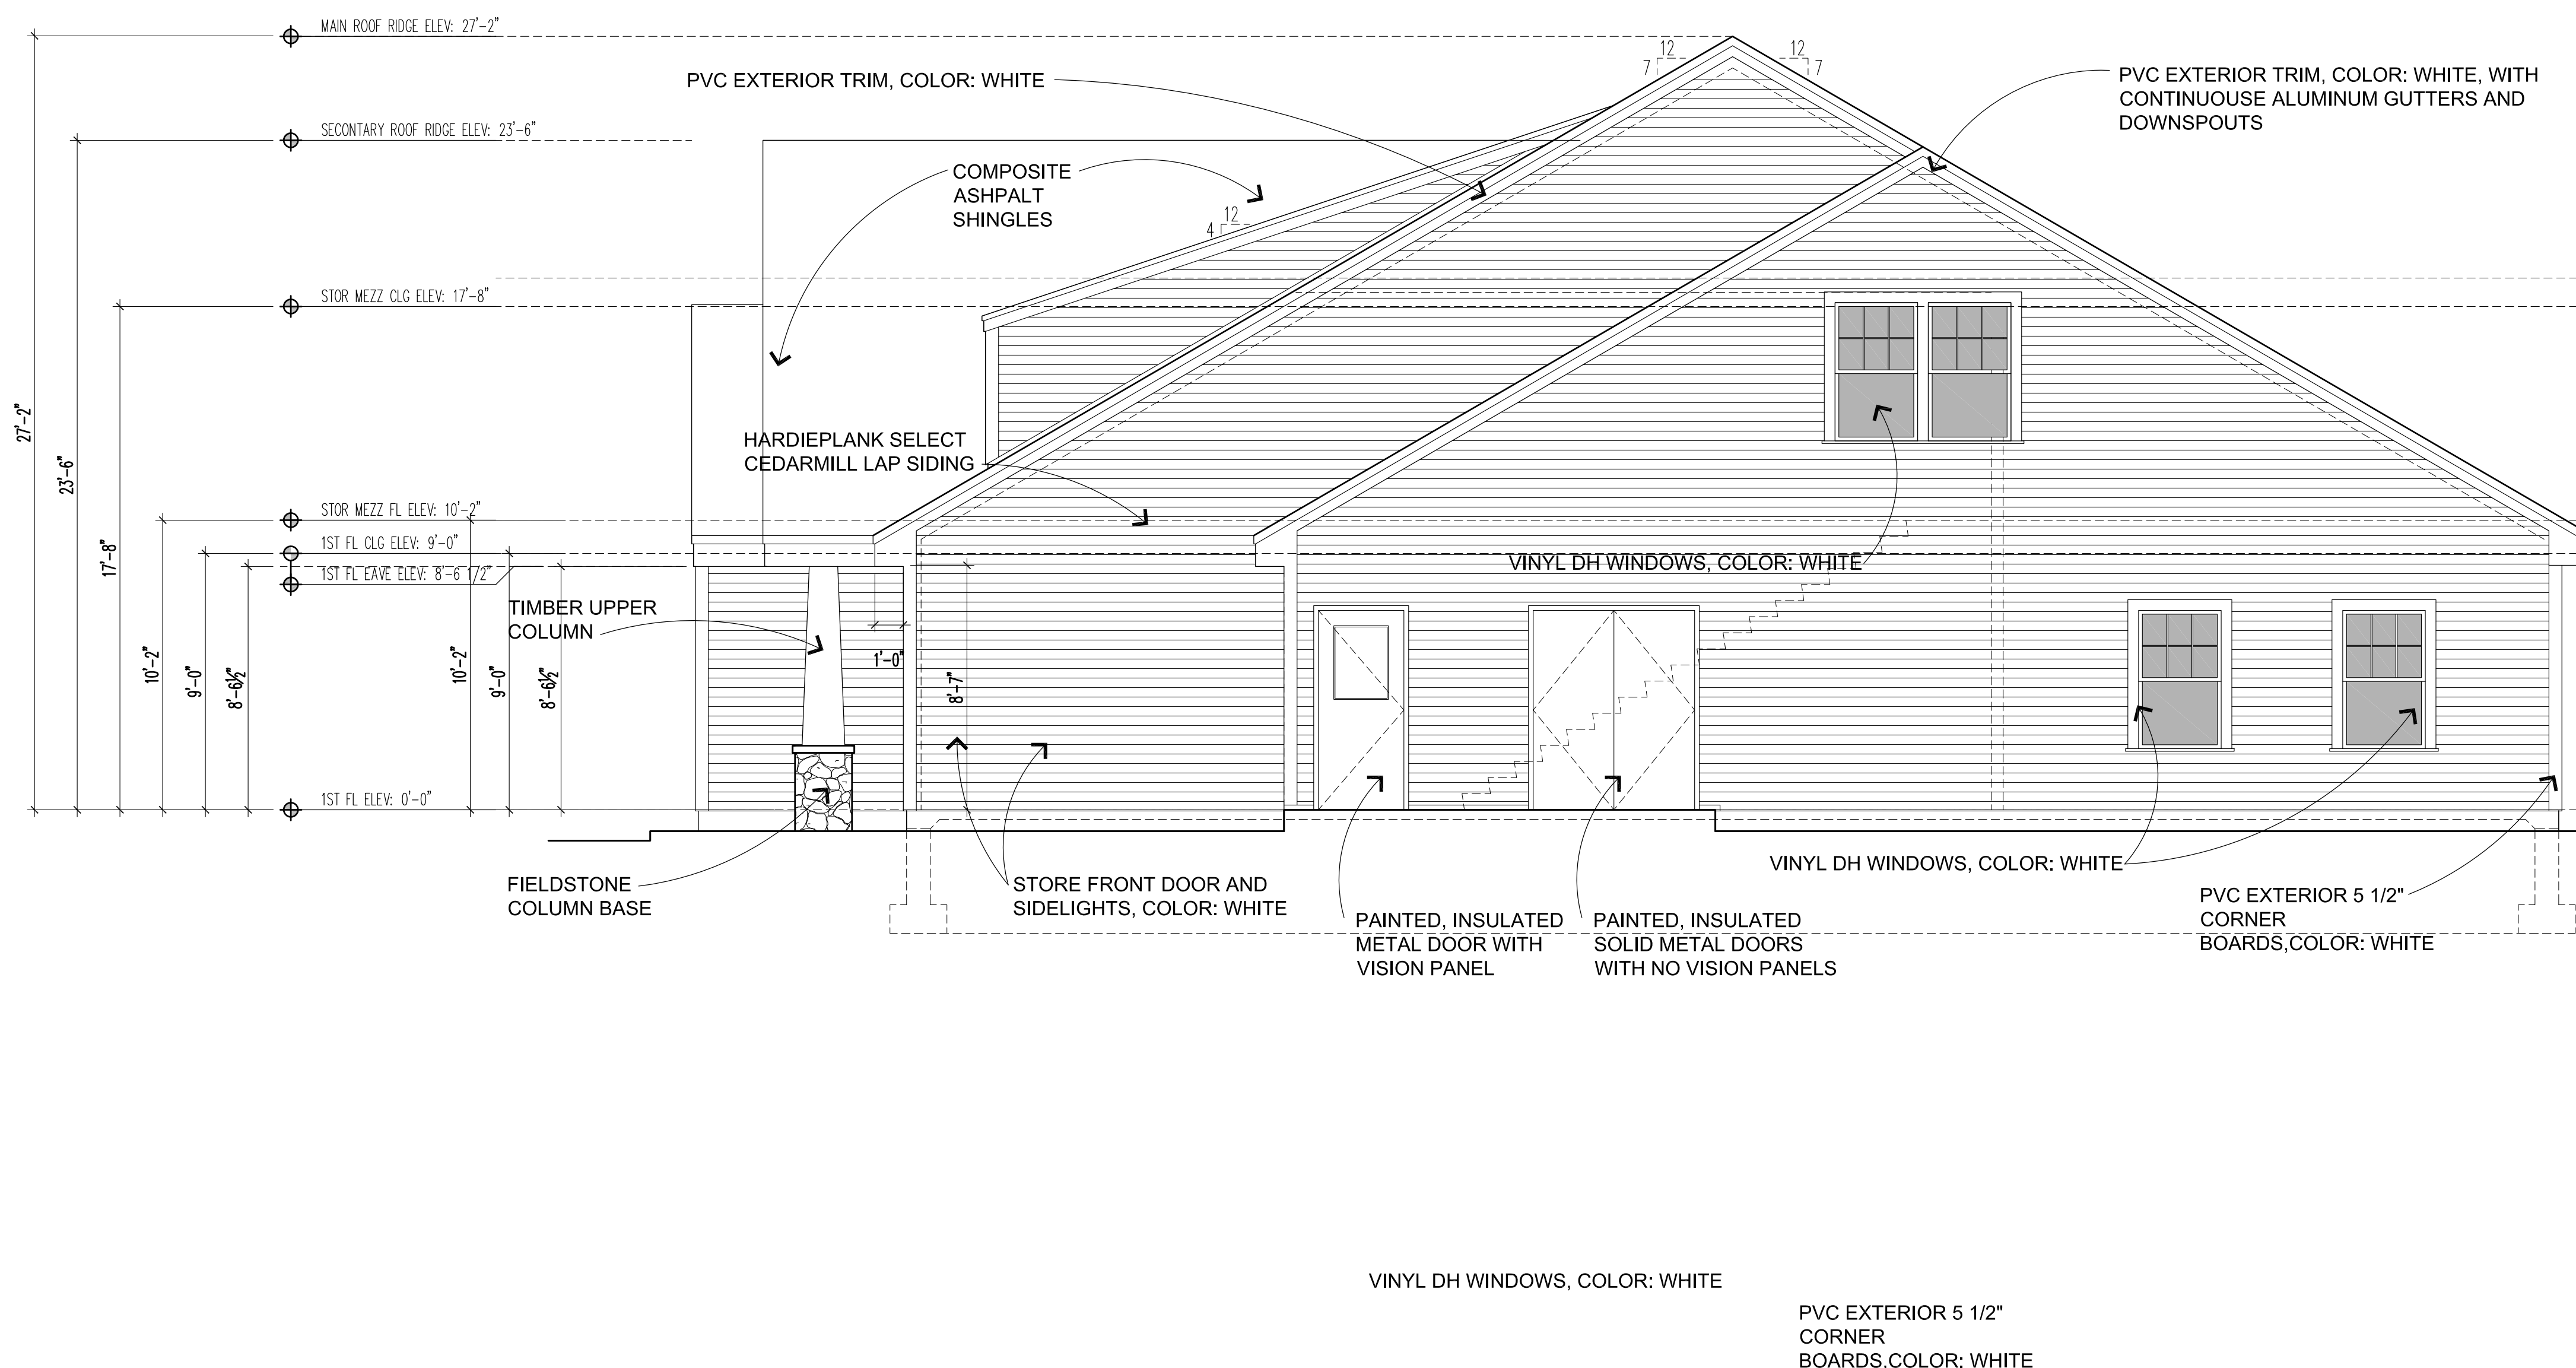 MAIN ROOF RIDGE ELEV: 27'-2"
12
12
7
7
PVC EXTERIOR TRIM, COLOR: WHITE
PVC EXTERIOR TRIM, COLOR: WHITE, WITH
CONTINUOUSE ALUMINUM GUTTERS AND
DOWNSPOUTS
SECONTARY ROOF RIDGE ELEV: 23'-6"
COMPOSITE
ASHPALT
SHINGLES
12
4
STOR MEZZ CLG ELEV: 17'-8"
27'-2"
23'-6"
17'-8"
HARDIEPLANK SELECT
CEDARMILL LAP SIDING
STOR MEZZ FL ELEV: 10'-2"
1ST FL CLG ELEV: 9'-0"
1ST FL EAVE ELEV: 8'-6 1/2"
VINYL DH WINDOWS, COLOR: WHITE
TIMBER UPPER
COLUMN
10'-2"
9'-0"
8'-6½"
10'-2"
9'-0"
8'-6½"
1'-0"
8'-7"
1ST FL ELEV: 0'-0"
FIELDSTONE
COLUMN BASE
STORE FRONT DOOR AND
SIDELIGHTS, COLOR: WHITE
PAINTED, INSULATED
METAL DOOR WITH
VISION PANEL
PAINTED, INSULATED
SOLID METAL DOORS
WITH NO VISION PANELS
VINYL DH WINDOWS, COLOR: WHITE
PVC EXTERIOR 5 1/2"
CORNER
BOARDS,COLOR: WHITE
VINYL DH WINDOWS, COLOR: WHITE
PVC EXTERIOR 5 1/2"
CORNER
BOARDS,COLOR: WHITE